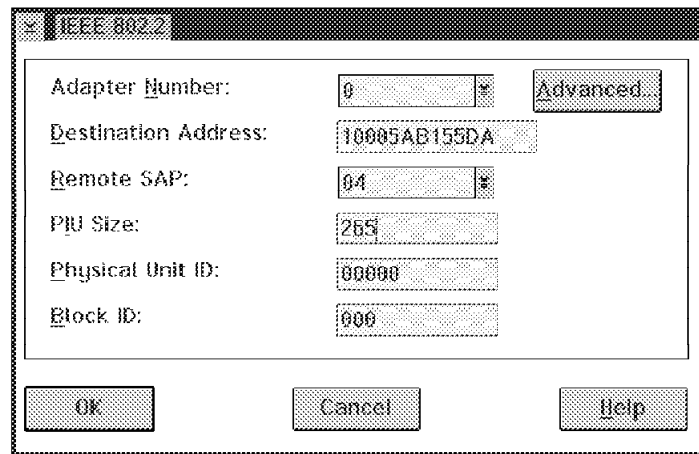 IEEE 802.2
Adapter Number: 0 Advanced...
Destination Address: 10005AB155DA
Remote SAP: 04
PIU Size: 265
Physical Unit ID: 00000
Block ID: 000
OK Cancel Help